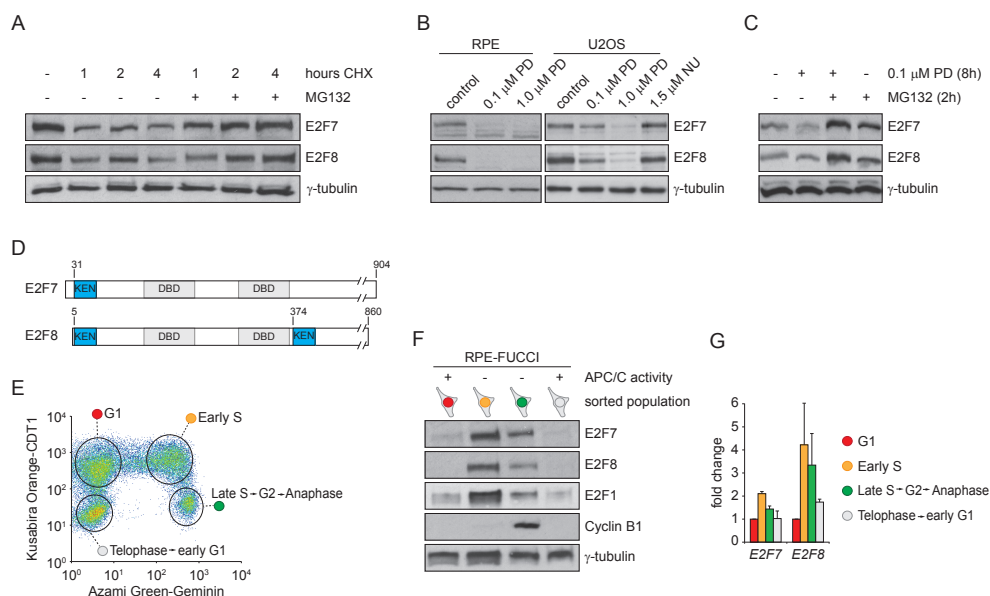 A
- 1 2 4 1 2 4 hours CHX
- - - - + + + MG132
E2F7
E2F8
γ-tubulin
B
RPE U2OS
control 0.1 µM PD 1.0 µM PD control 0.1 µM PD 1.0 µM PD 1.5 µM NU
E2F7
E2F8
γ-tubulin
C
- + + - 0.1 µM PD (8h)
- - + + MG132 (2h)
E2F7
E2F8
γ-tubulin
D
31 904
E2F7 KEN DBD DBD
5 374 860
E2F8 KEN DBD DBD KEN
E
G1
Early S
Late S→G2→Anaphase
Telophase→early G1
Kusabira Orange-CDT1
10⁴
10³
10²
10¹
10⁰
10⁰ 10¹ 10² 10³ 10⁴
Azami Green-Geminin
F
RPE-FUCCI
+ - - + APC/C activity
sorted population
E2F7
E2F8
E2F1
Cyclin B1
γ-tubulin
G
fold change
6
5
4
3
2
1
0
E2F7 E2F8
G1
Early S
Late S→G2→Anaphase
Telophase→early G1